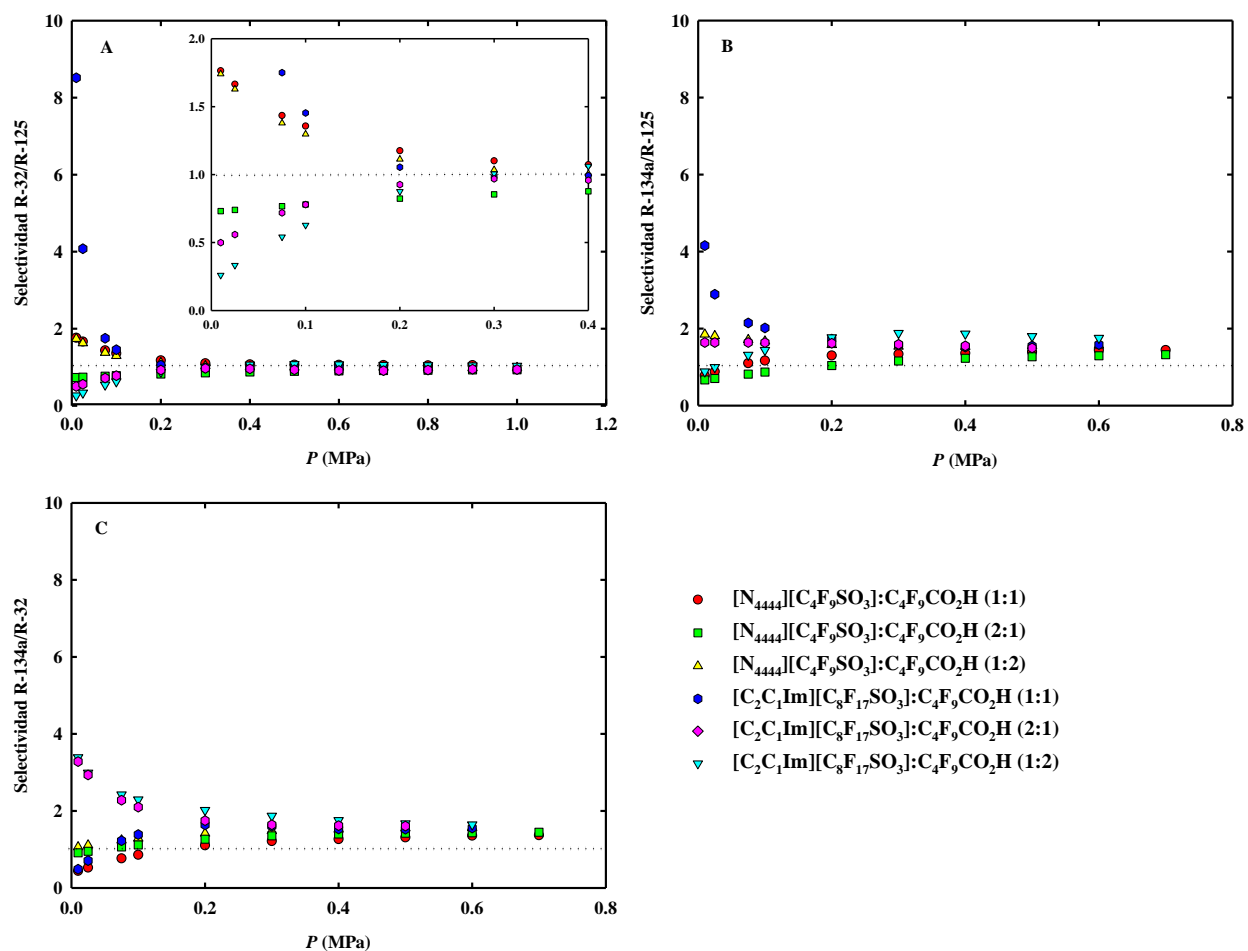 A
Selectividad R-32/R-125
10
8
6
4
2
0
0.0 0.2 0.4 0.6 0.8 1.0 1.2
P (MPa)
2.0
1.5
1.0
0.5
0.0
0.0 0.1 0.2 0.3 0.4
B
Selectividad R-134a/R-125
10
8
6
4
2
0
0.0 0.2 0.4 0.6 0.8
P (MPa)
C
Selectividad R-134a/R-32
10
8
6
4
2
0
0.0 0.2 0.4 0.6 0.8
P (MPa)
[N₄₄₄₄][C₄F₉SO₃]:C₄F₉CO₂H (1:1)
[N₄₄₄₄][C₄F₉SO₃]:C₄F₉CO₂H (2:1)
[N₄₄₄₄][C₄F₉SO₃]:C₄F₉CO₂H (1:2)
[C₂C₁Im][C₈F₁₇SO₃]:C₄F₉CO₂H (1:1)
[C₂C₁Im][C₈F₁₇SO₃]:C₄F₉CO₂H (2:1)
[C₂C₁Im][C₈F₁₇SO₃]:C₄F₉CO₂H (1:2)